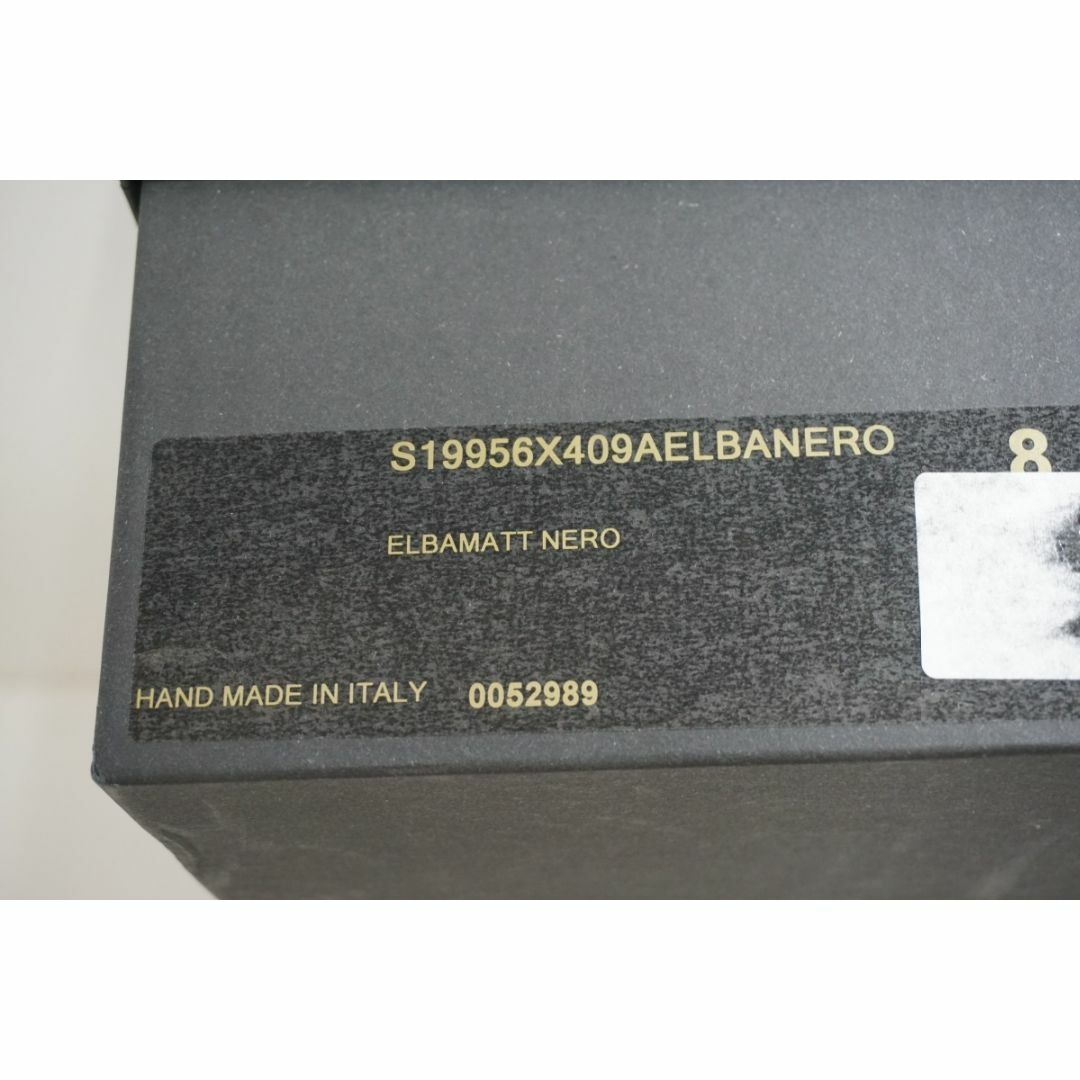 S19956X409AELBANERO 8
ELBAMATT NERO
HAND MADE IN ITALY 0052989